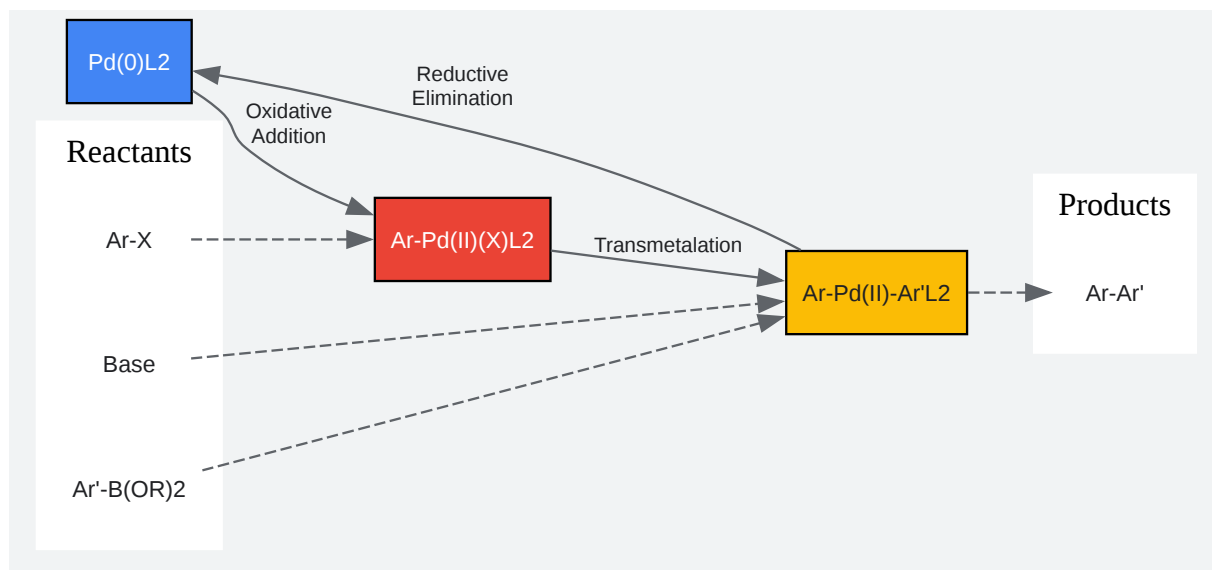 Pd(0)L2
Reductive
Elimination
Oxidative
Addition
Reactants
Ar-X
Ar-Pd(II)(X)L2
Transmetalation
Products
Ar-Pd(II)-Ar'L2
Ar-Ar'
Base
Ar'-B(OR)2